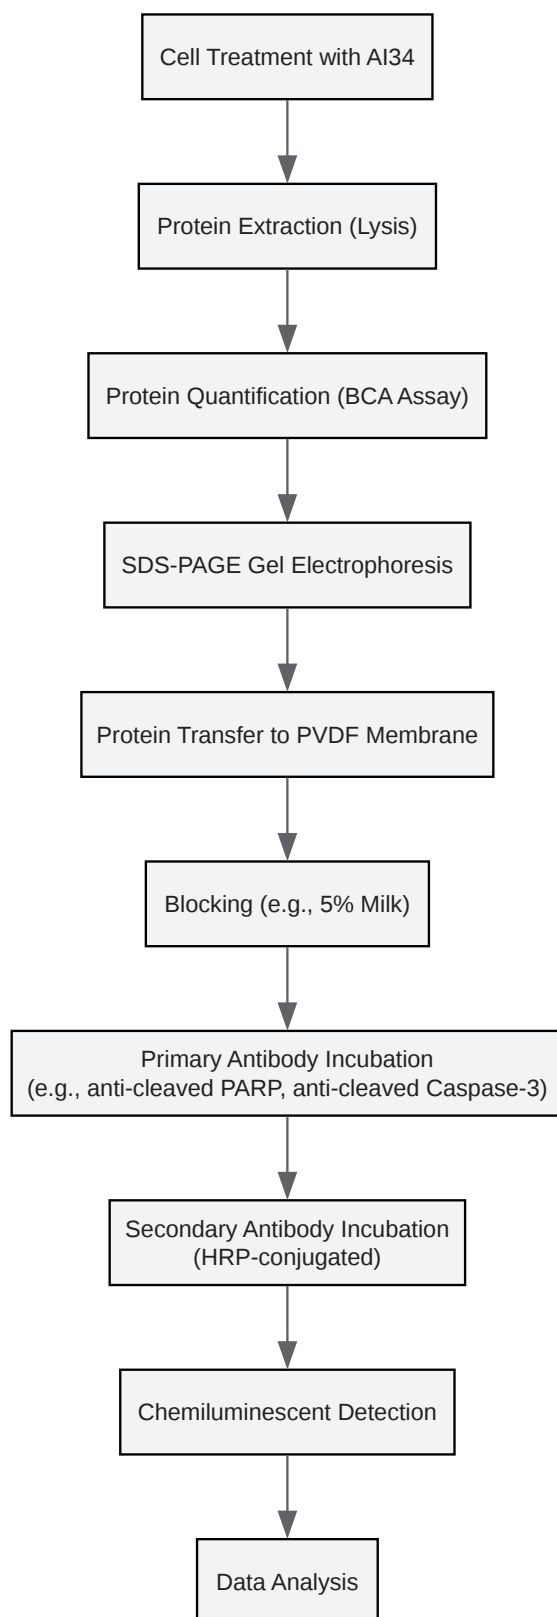 Cell Treatment with AI34
Protein Extraction (Lysis)
Protein Quantification (BCA Assay)
SDS-PAGE Gel Electrophoresis
Protein Transfer to PVDF Membrane
Blocking (e.g., 5% Milk)
Primary Antibody Incubation
(e.g., anti-cleaved PARP, anti-cleaved Caspase-3)
Secondary Antibody Incubation
(HRP-conjugated)
Chemiluminescent Detection
Data Analysis